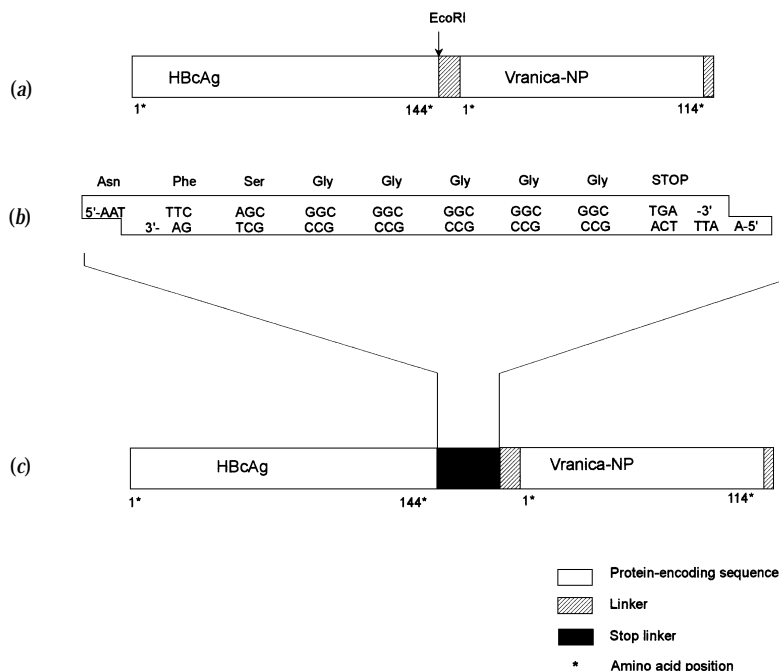 EcoRI
(a)
HBcAg
Vranica-NP
1*
144*
1*
114*
Asn Phe Ser Gly Gly Gly Gly Gly STOP
(b)
5'-AAT TTC AGC GGC GGC GGC GGC GGC TGA -3'
3'- AG TCG CCG CCG CCG CCG CCG ACT TTA A-5'
(c)
HBcAg
Vranica-NP
1*
144*
1*
114*
Protein-encoding sequence
Linker
Stop linker
* Amino acid position